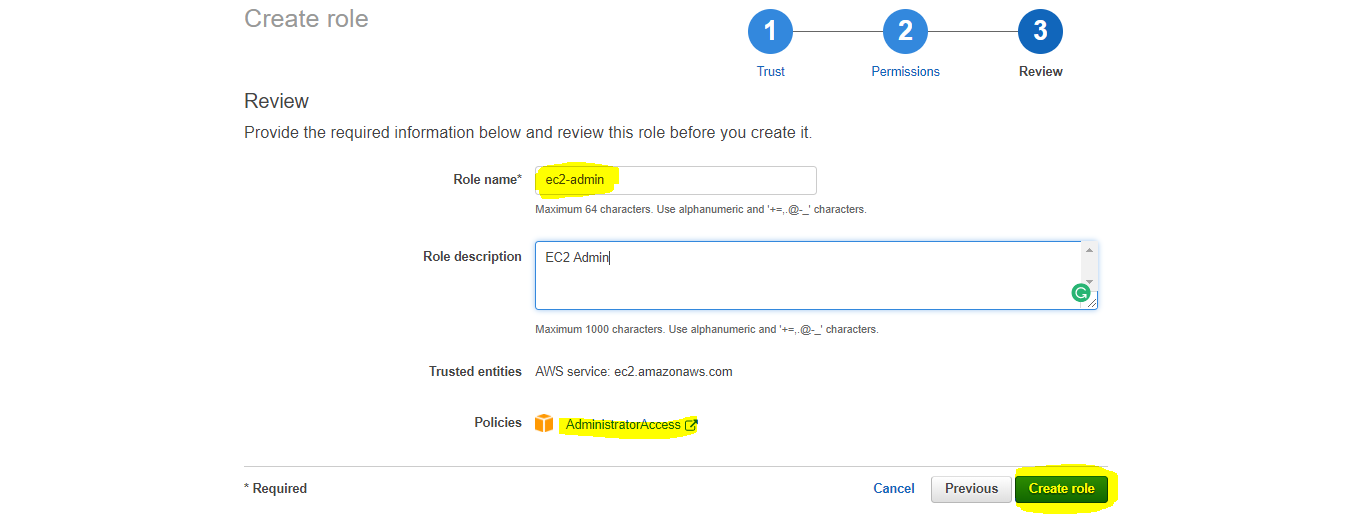 Create role
1 2 3
Trust Permissions Review
Review
Provide the required information below and review this role before you create it.
Role name* ec2-admin
Maximum 64 characters. Use alphanumeric and '+=,.@-_' characters.
Role description EC2 Admin
Maximum 1000 characters. Use alphanumeric and '+=,.@-_' characters.
Trusted entities AWS service: ec2.amazonaws.com
Policies AdministratorAccess
* Required Cancel Previous Create role